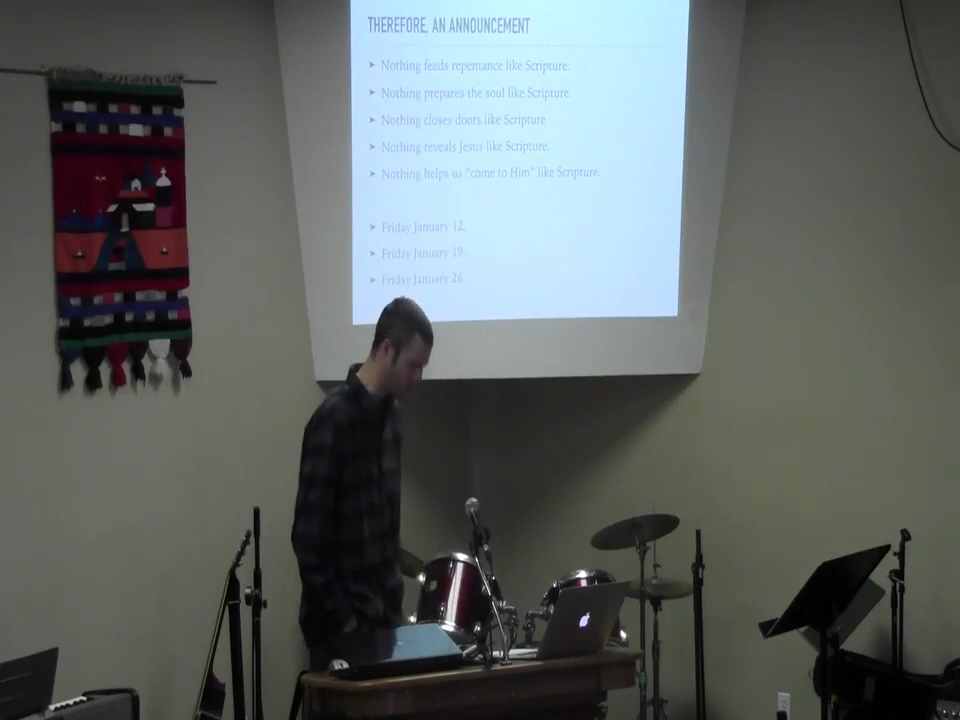 THEREFORE, AN ANNOUNCEMENT
➤ Nothing feeds repentance like Scripture.
➤ Nothing prepares the soul like Scripture.
➤ Nothing closes doors like Scripture
➤ Nothing reveals Jesus like Scripture.
➤ Nothing helps us “come to Him” like Scripture.
➤ Friday January 12.
➤ Friday January 19.
➤ Friday January 26.